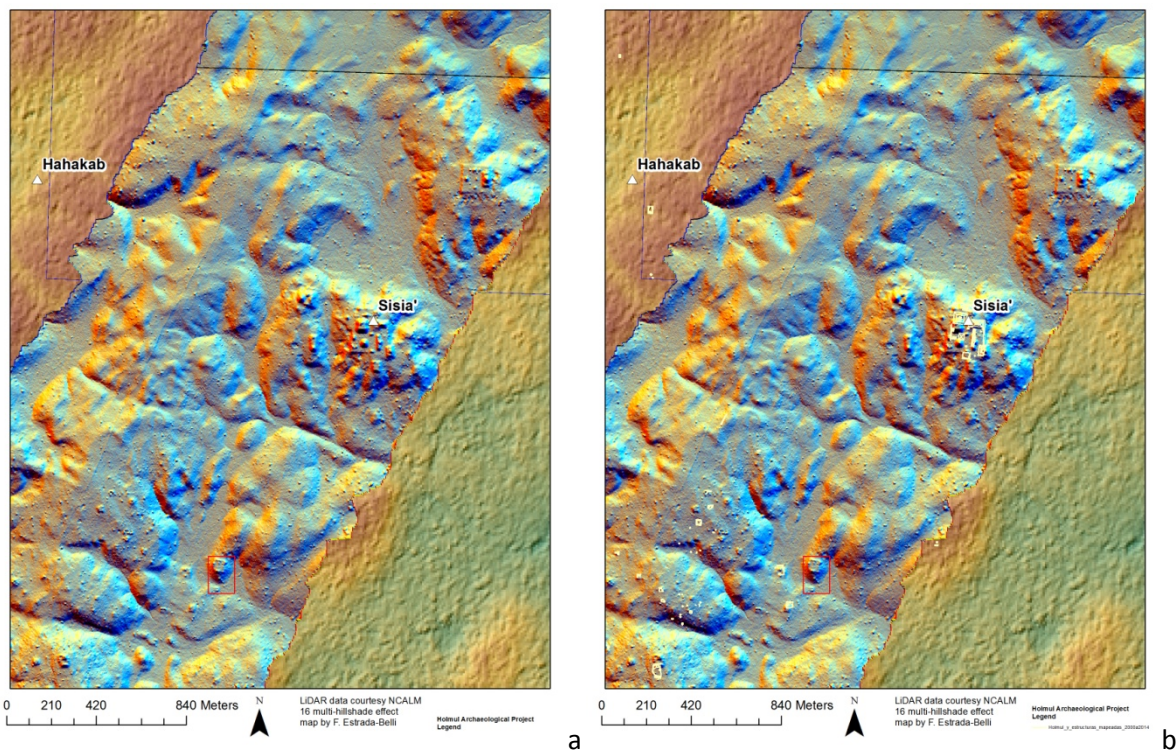 Hahakab
Sisia'
0 210 420 840 Meters
N
LiDAR data courtesy NCALM
16 multi-hillshade effect
map by F. Estrada-Belli
Holmul Archaeological Project
Legend
a
Hahakab
Sisia'
0 210 420 840 Meters
N
LiDAR data courtesy NCALM
16 multi-hillshade effect
map by F. Estrada-Belli
Holmul Archaeological Project
Legend
Holmul_y_estructuras_mapeadas_2000a2014
b